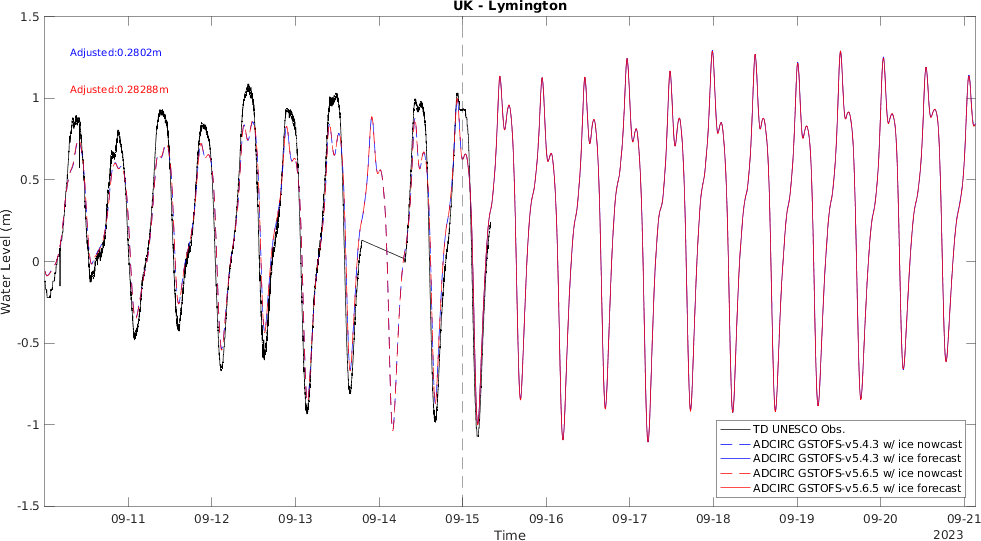 UK - Lymington
1.5
1
0.5
0
-0.5
-1
-1.5
Water Level (m)
Adjusted:0.2802m
Adjusted:0.28288m
TD UNESCO Obs.
ADCIRC GSTOFS-v5.4.3 w/ ice nowcast
ADCIRC GSTOFS-v5.4.3 w/ ice forecast
ADCIRC GSTOFS-v5.6.5 w/ ice nowcast
ADCIRC GSTOFS-v5.6.5 w/ ice forecast
09-11 09-12 09-13 09-14 09-15 09-16 09-17 09-18 09-19 09-20 09-21
Time
2023